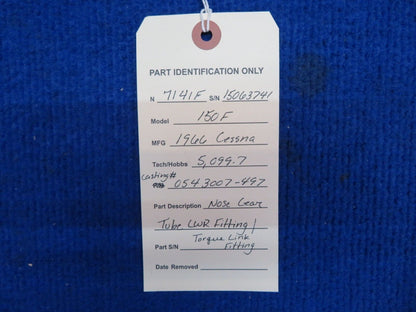 PART IDENTIFICATION ONLY
N 7141F S/N 15063741
Model 150F
MFG 1966 Cessna
Tach/Hobbs 5,099.7
Casting#
0543007-497
Part Description Nose Gear
Tube LWR Fitting /
Torque Link
Part S/N Fitting
Date Removed